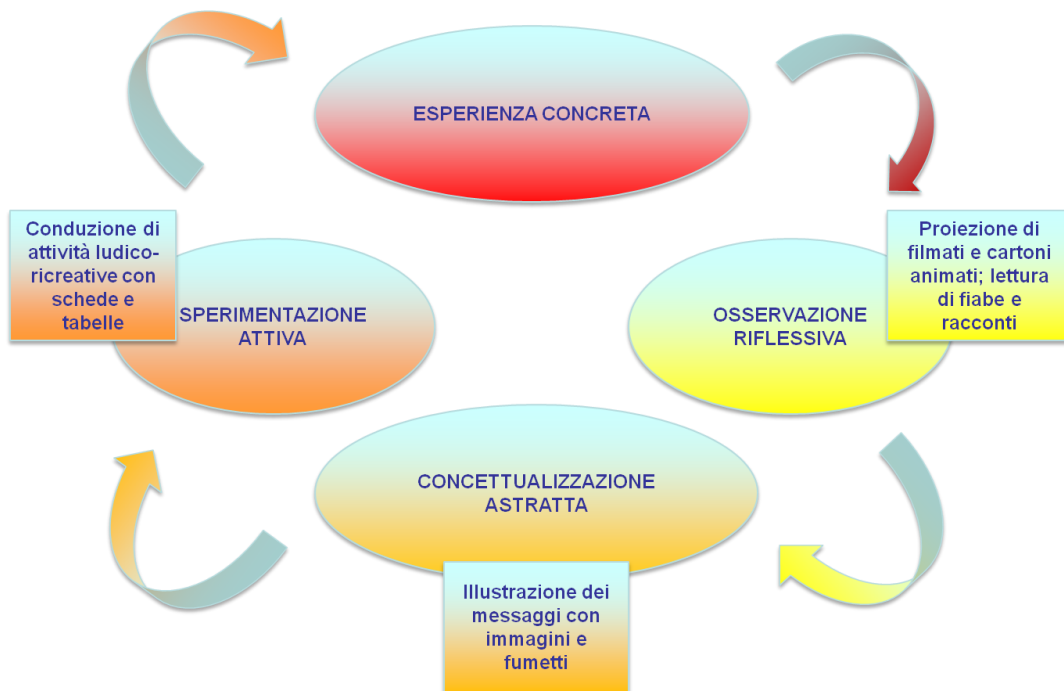 ESPERIENZA CONCRETA
Conduzione di
attività ludico-
ricreative con
schede e
tabelle
SPERIMENTAZIONE
ATTIVA
OSSERVAZIONE
RIFLESSIVA
Proiezione di
filmati e cartoni
animati; lettura
di fiabe e
racconti
CONCETTUALIZZAZIONE
ASTRATTA
Illustrazione dei
messaggi con
immagini e
fumetti